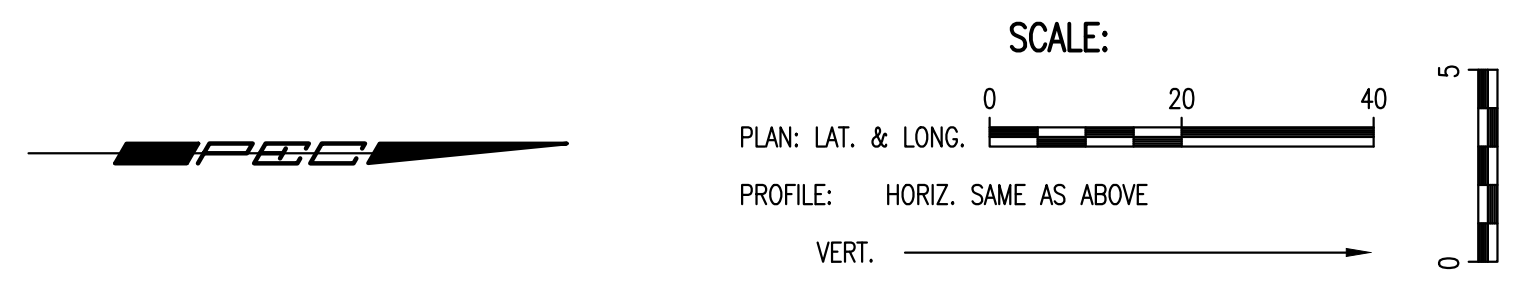 PEC
SCALE:
0 20 40
PLAN: LAT. & LONG.
PROFILE: HORIZ. SAME AS ABOVE
VERT.
5
0